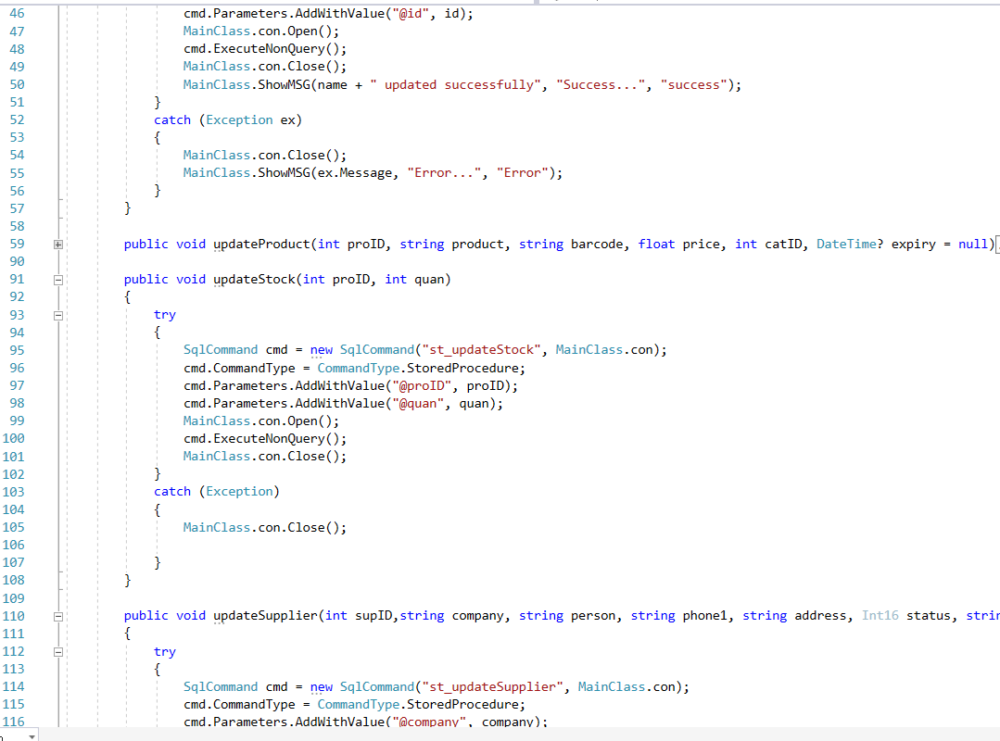 46 cmd.Parameters.AddWithValue("@id", id);
47 MainClass.con.Open();
48 cmd.ExecuteNonQuery();
49 MainClass.con.Close();
50 MainClass.ShowMSG(name + " updated successfully", "Success...", "success");
51 }
52 catch (Exception ex)
53 {
54 MainClass.con.Close();
55 MainClass.ShowMSG(ex.Message, "Error...", "Error");
56 }
57 }
58
59 public void updateProduct(int proID, string product, string barcode, float price, int catID, DateTime? expiry = null)
90
91 public void updateStock(int proID, int quan)
92 {
93 try
94 {
95 SqlCommand cmd = new SqlCommand("st_updateStock", MainClass.con);
96 cmd.CommandType = CommandType.StoredProcedure;
97 cmd.Parameters.AddWithValue("@proID", proID);
98 cmd.Parameters.AddWithValue("@quan", quan);
99 MainClass.con.Open();
100 cmd.ExecuteNonQuery();
101 MainClass.con.Close();
102 }
103 catch (Exception)
104 {
105 MainClass.con.Close();
106
107 }
108 }
109
110 public void updateSupplier(int supID,string company, string person, string phone1, string address, Int16 status, strin
111 {
112 try
113 {
114 SqlCommand cmd = new SqlCommand("st_updateSupplier", MainClass.con);
115 cmd.CommandType = CommandType.StoredProcedure;
116 cmd.Parameters.AddWithValue("@company", company);